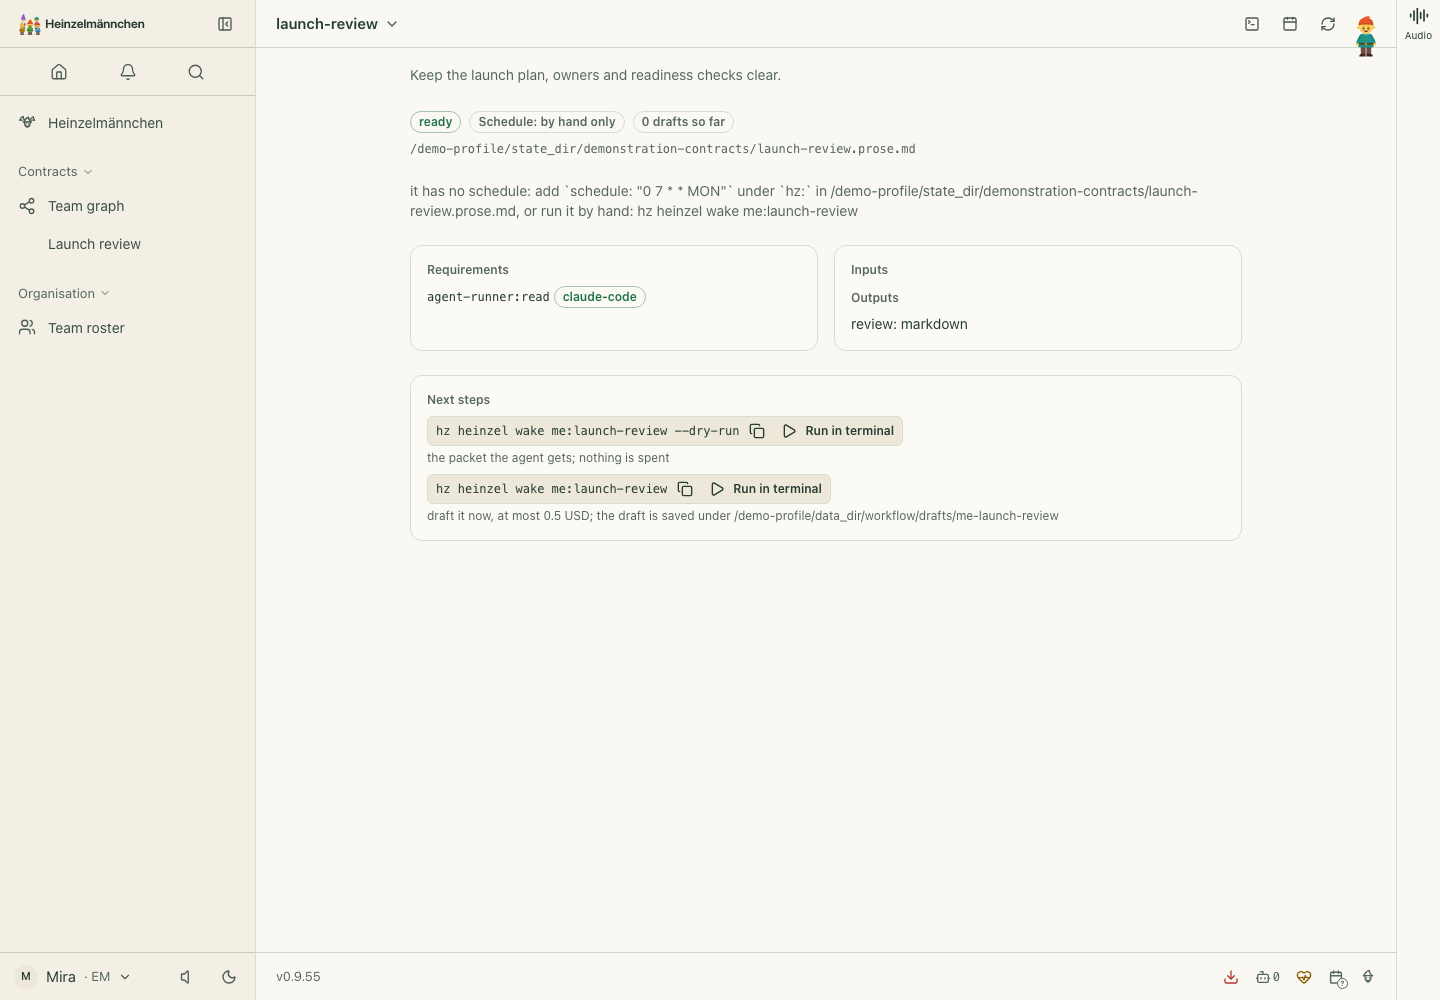 Heinzelmännchen
launch-review
Audio
Keep the launch plan, owners and readiness checks clear.
Heinzelmännchen
ready
Schedule: by hand only
0 drafts so far
/demo-profile/state_dir/demonstration-contracts/launch-review.prose.md
Contracts
it has no schedule: add `schedule: "0 7 * * MON"` under `hz:` in /demo-profile/state_dir/demonstration-contracts/launch-
review.prose.md, or run it by hand: hz heinzel wake me:launch-review
Team graph
Launch review
Organisation
Team roster
Requirements
agent-runner:read claude-code
Inputs
Outputs
review: markdown
Next steps
hz heinzel wake me:launch-review --dry-run Run in terminal
the packet the agent gets; nothing is spent
hz heinzel wake me:launch-review Run in terminal
draft it now, at most 0.5 USD; the draft is saved under /demo-profile/data_dir/workflow/drafts/me-launch-review
M Mira · EM
v0.9.55
0
?